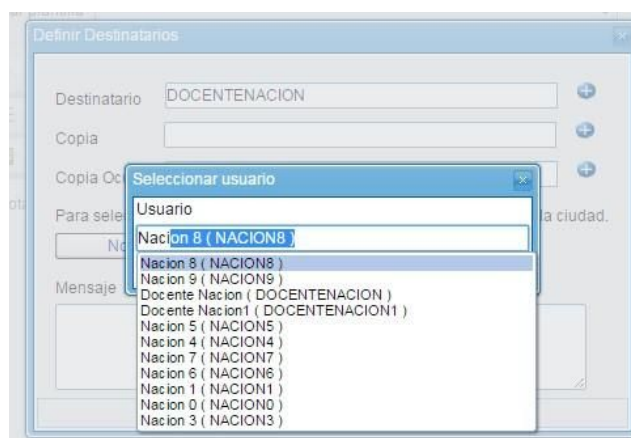 Definir Destinatarios
Destinatario DOCENTENACION
Copia
Copia Oc
Seleccionar usuario
Usuario
Para sele la ciudad.
Nacion 8 ( NACION8 )
Mensaje
Nacion 8 ( NACION8 )
Nacion 9 ( NACION9 )
Docente Nacion ( DOCENTENACION )
Docente Nacion1 ( DOCENTENACION1 )
Nacion 5 ( NACION5 )
Nacion 4 ( NACION4 )
Nacion 7 ( NACION7 )
Nacion 6 ( NACION6 )
Nacion 1 ( NACION1 )
Nacion 0 ( NACION0 )
Nacion 3 ( NACION3 )